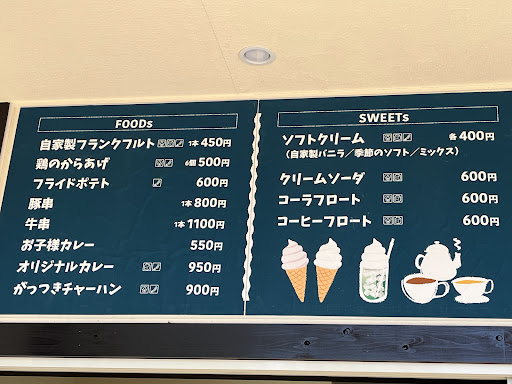 FOODs
自家製フランクフルト 1本 450円
鶏のからあげ 6個 500円
フライドポテト 600円
豚串 1本 800円
牛串 1本 1100円
お子様カレー 550円
オリジナルカレー 950円
がっつきチャーハン 900円
SWEETs
ソフトクリーム 各 400円
(自家製バニラ/季節のソフト/ミックス)
クリームソーダ 600円
コーラフロート 600円
コーヒーフロート 600円